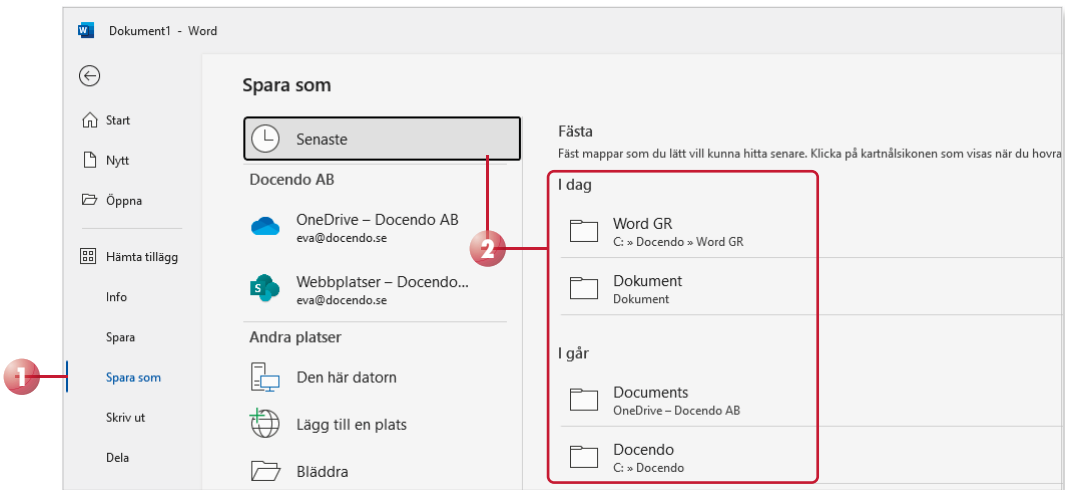 Dokument1 - Word
Start
Nytt
Öppna
Hämta tillägg
Info
Spara
Spara som
Skriv ut
Dela
1
Spara som
Senaste
Docendo AB
OneDrive – Docendo AB
eva@docendo.se
Webbplatser – Docendo...
eva@docendo.se
Andra platser
Den här datorn
Lägg till en plats
Bläddra
2
Fästa
Fäst mappar som du lätt vill kunna hitta senare. Klicka på kartnålsikonen som visas när du hovra
I dag
Word GR
C: » Docendo » Word GR
Dokument
Dokument
I går
Documents
OneDrive – Docendo AB
Docendo
C: » Docendo